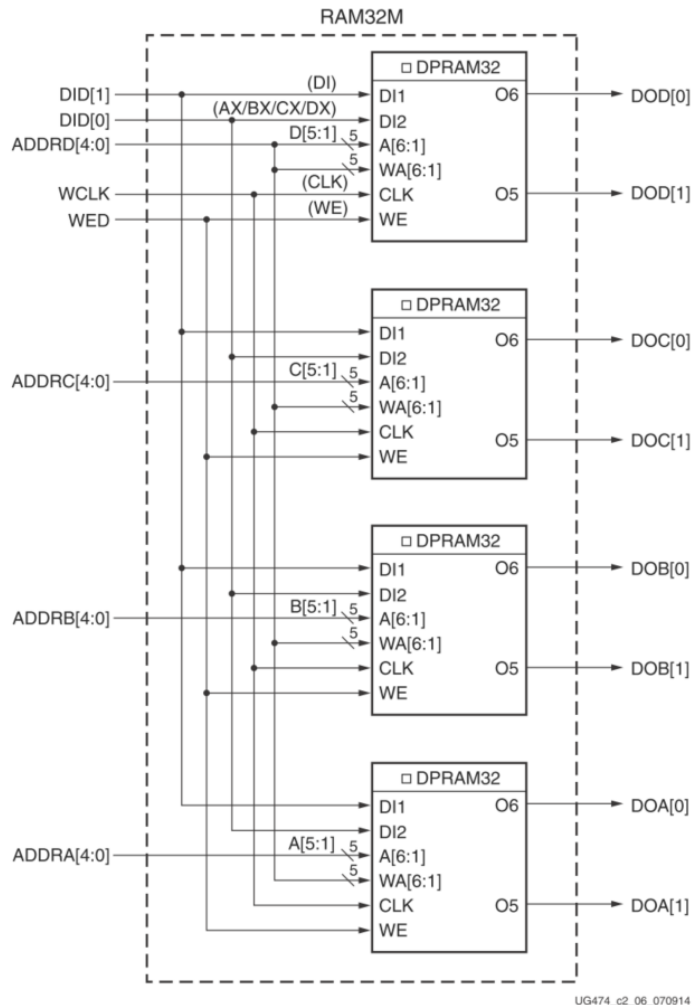 RAM32M
□ DPRAM32
DID[1] (DI) DI1 O6 DOD[0]
DID[0] (AX/BX/CX/DX) DI2
ADDRD[4:0] D[5:1] 5 A[6:1]
5 WA[6:1]
WCLK (CLK) CLK O5 DOD[1]
WED (WE) WE
□ DPRAM32
DI1 O6 DOC[0]
DI2
ADDRC[4:0] C[5:1] 5 A[6:1]
5 WA[6:1]
CLK O5 DOC[1]
WE
□ DPRAM32
DI1 O6 DOB[0]
DI2
ADDRB[4:0] B[5:1] 5 A[6:1]
5 WA[6:1]
CLK O5 DOB[1]
WE
□ DPRAM32
DI1 O6 DOA[0]
DI2
ADDRA[4:0] A[5:1] 5 A[6:1]
5 WA[6:1]
CLK O5 DOA[1]
WE
UG474_c2_06_070914